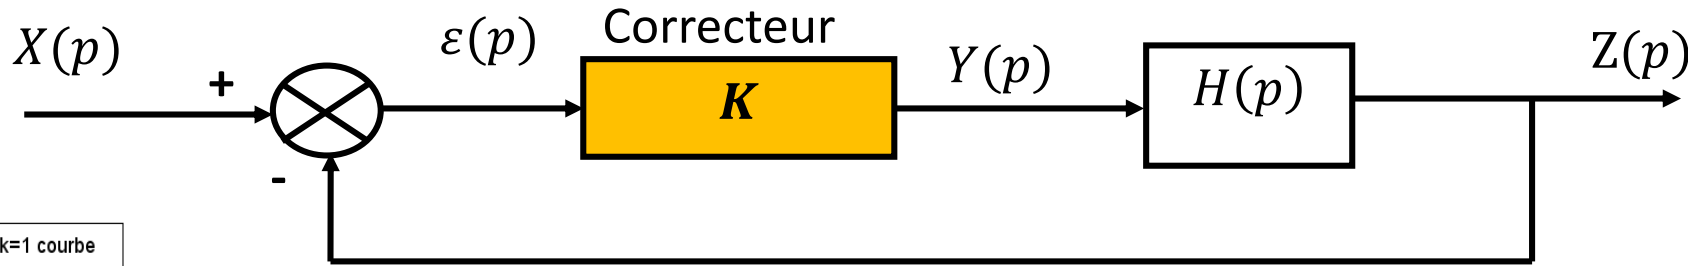 Correcteur
X(p)
ε(p)
Y(p)
Z(p)
+
K
H(p)
-
k=1 courbe